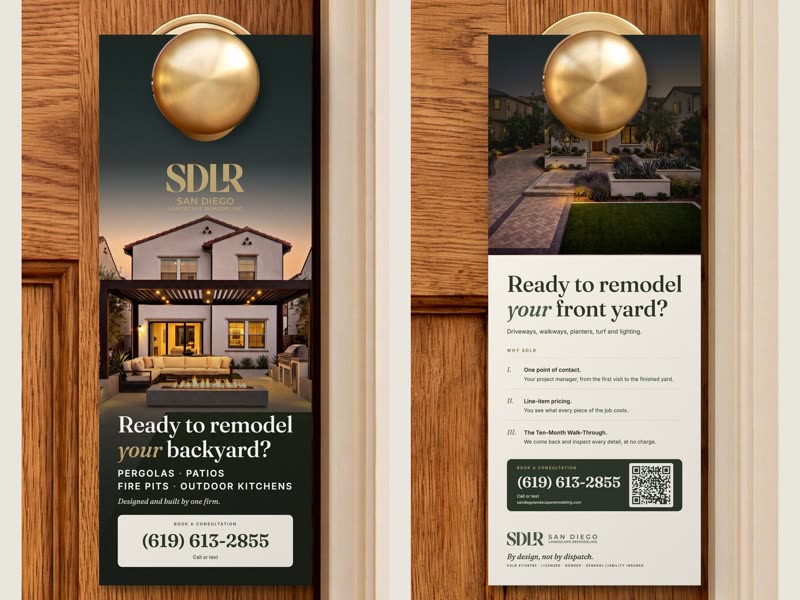 SDLR
SAN DIEGO
LANDSCAPE REMODELING
Ready to remodel
your backyard?
PERGOLAS · PATIOS
FIRE PITS · OUTDOOR KITCHENS
Designed and built by one firm.
BOOK A CONSULTATION
(619) 613-2855
Call or text
Ready to remodel
your front yard?
Driveways, walkways, planters, turf and lighting.
WHY SDLR
I. One point of contact.
Your project manager, from the first visit to the finished yard.
II. Line-item pricing.
You see what every piece of the job costs.
III. The Ten-Month Walk-Through.
We come back and inspect every detail, at no charge.
BOOK A CONSULTATION
(619) 613-2855
Call or text
sandiegolandscaperemodeling.com
SDLR SAN DIEGO
LANDSCAPE REMODELING
By design, not by dispatch.
LICENSED · BONDED · GENERAL LIABILITY INSURED